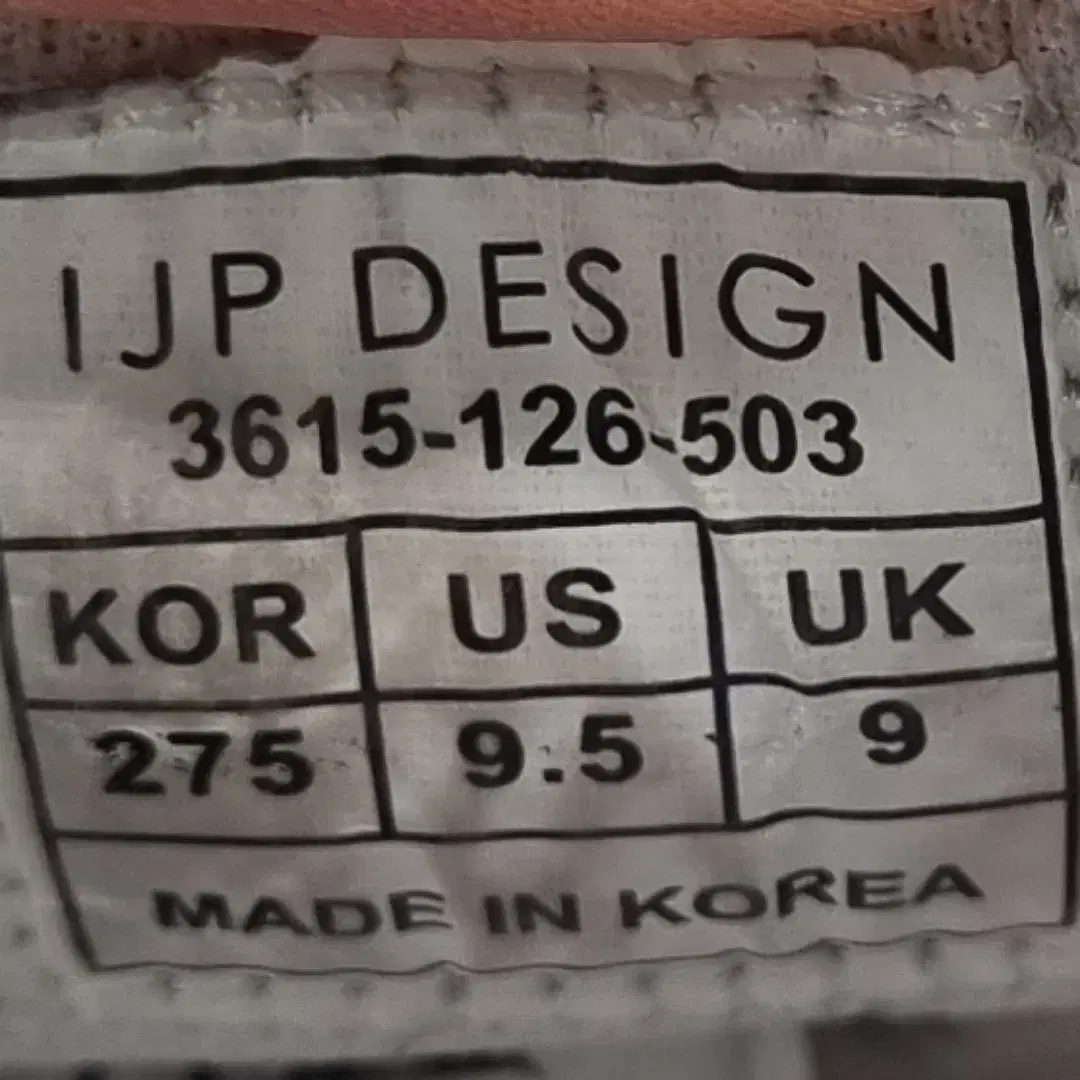 IJP DESIGN
3615-126-503
KOR US UK
275 9.5 9
MADE IN KOREA